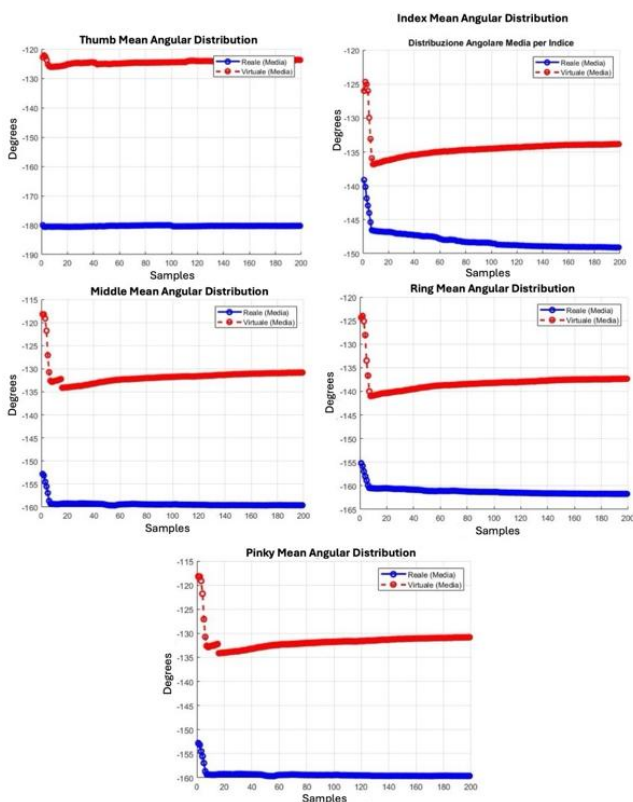 Thumb Mean Angular Distribution
-120
-130
-140
-150
-160
-170
-180
-190
0 20 40 60 80 100 120 140 160 180 200
Degrees
Samples
Reale (Media)
Virtuale (Media)
Index Mean Angular Distribution
Distribuzione Angolare Media per Indice
-120
-125
-130
-135
-140
-145
-150
0 20 40 60 80 100 120 140 160 180 200
Degrees
Samples
Reale (Media)
Virtuale (Media)
Middle Mean Angular Distribution
-115
-120
-125
-130
-135
-140
-145
-150
-155
-160
0 20 40 60 80 100 120 140 160 180 200
Degrees
Samples
Reale (Media)
Virtuale (Media)
Ring Mean Angular Distribution
-120
-125
-130
-135
-140
-145
-150
-155
-160
-165
0 20 40 60 80 100 120 140 160 180 200
Degrees
Samples
Reale (Media)
Virtuale (Media)
Pinky Mean Angular Distribution
-115
-120
-125
-130
-135
-140
-145
-150
-155
-160
0 20 40 60 80 100 120 140 160 180 200
Degrees
Samples
Reale (Media)
Virtuale (Media)